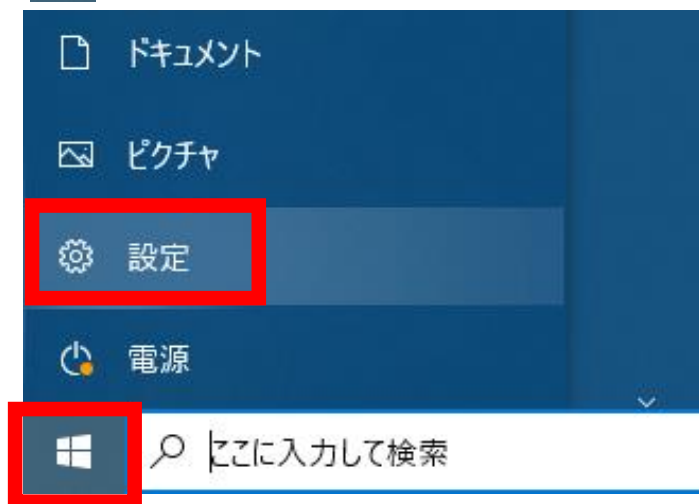 ドキュメント
ピクチャ
設定
電源
ここに入力して検索